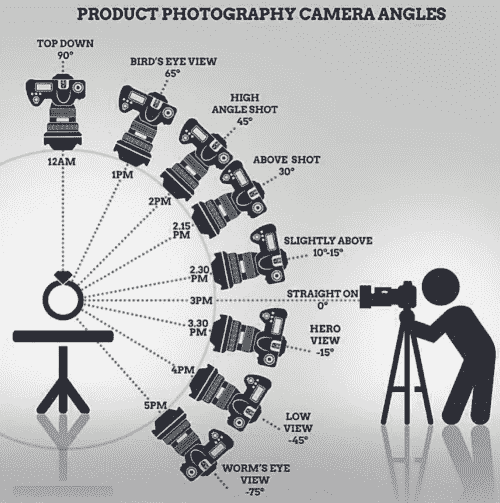 PRODUCT PHOTOGRAPHY CAMERA ANGLES
TOP DOWN
90°
BIRD'S EYE VIEW
65°
HIGH
ANGLE SHOT
45°
ABOVE SHOT
30°
SLIGHTLY ABOVE
10°-15°
STRAIGHT ON
0°
HERO
VIEW
-15°
LOW
VIEW
-45°
WORM'S EYE
VIEW
-75°
12AM
1PM
2PM
2.15
PM
2.30
PM
3PM
3.30
PM
4PM
5PM